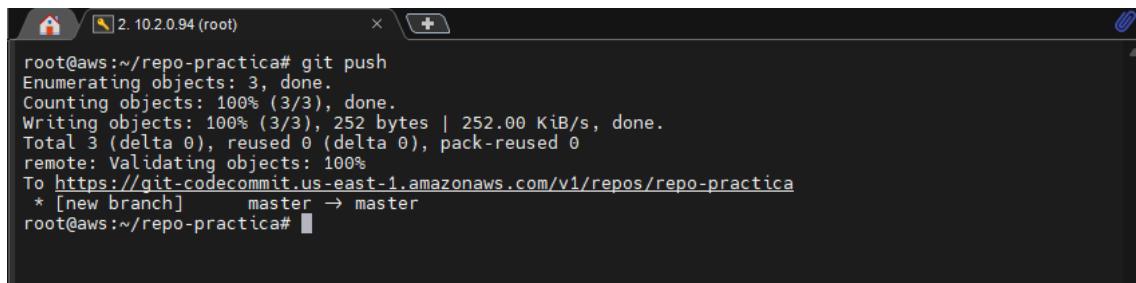 2. 10.2.0.94 (root)
root@aws:~/repo-practica# git push
Enumerating objects: 3, done.
Counting objects: 100% (3/3), done.
Writing objects: 100% (3/3), 252 bytes | 252.00 KiB/s, done.
Total 3 (delta 0), reused 0 (delta 0), pack-reused 0
remote: Validating objects: 100%
To https://git-codecommit.us-east-1.amazonaws.com/v1/repos/repo-practica
 * [new branch]      master → master
root@aws:~/repo-practica#